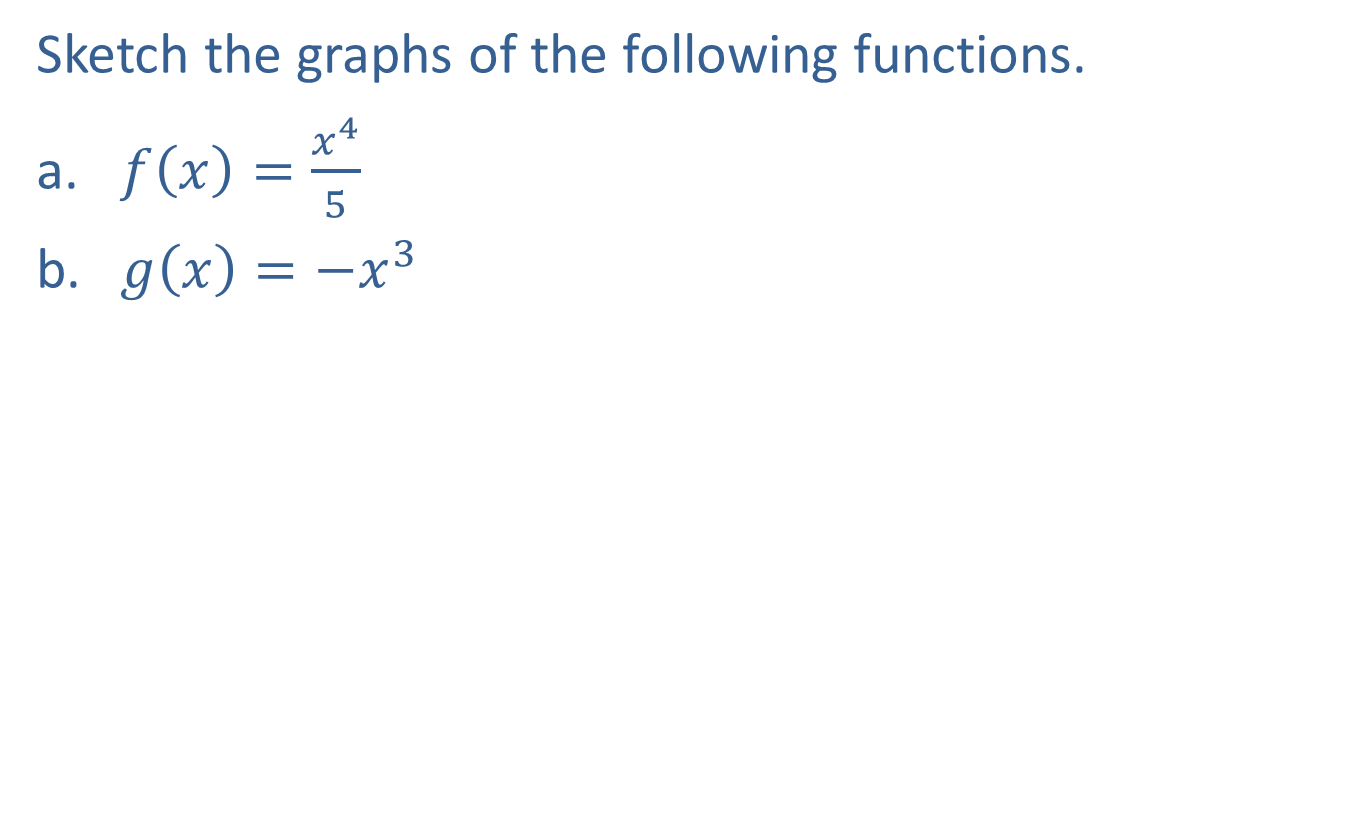 Sketch the graphs of the following functions.
a. f(x) = x⁴/5
b. g(x) = −x³